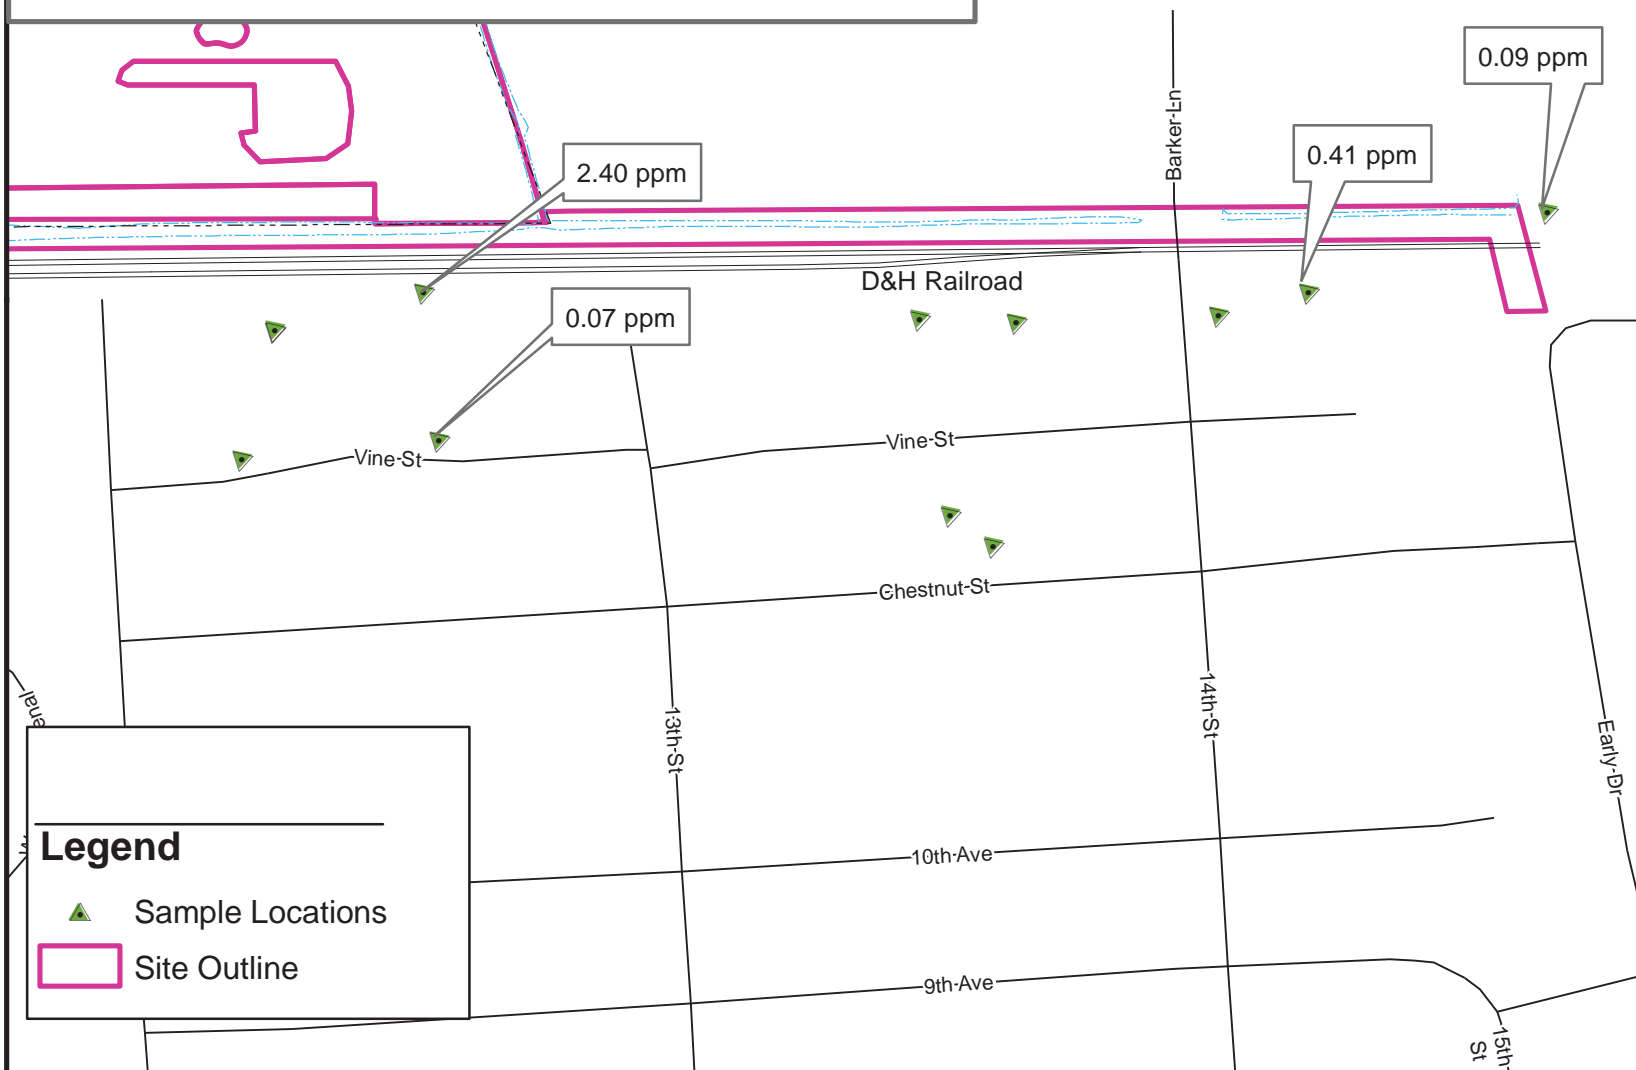 0.09 ppm
Barker-Ln
0.41 ppm
2.40 ppm
D&H Railroad
0.07 ppm
Vine-St
Vine-St
Chestnut-St
13th-St
14th-St
Early-Dr
Legend
Sample Locations
Site Outline
10th-Ave
9th-Ave
15th-
St